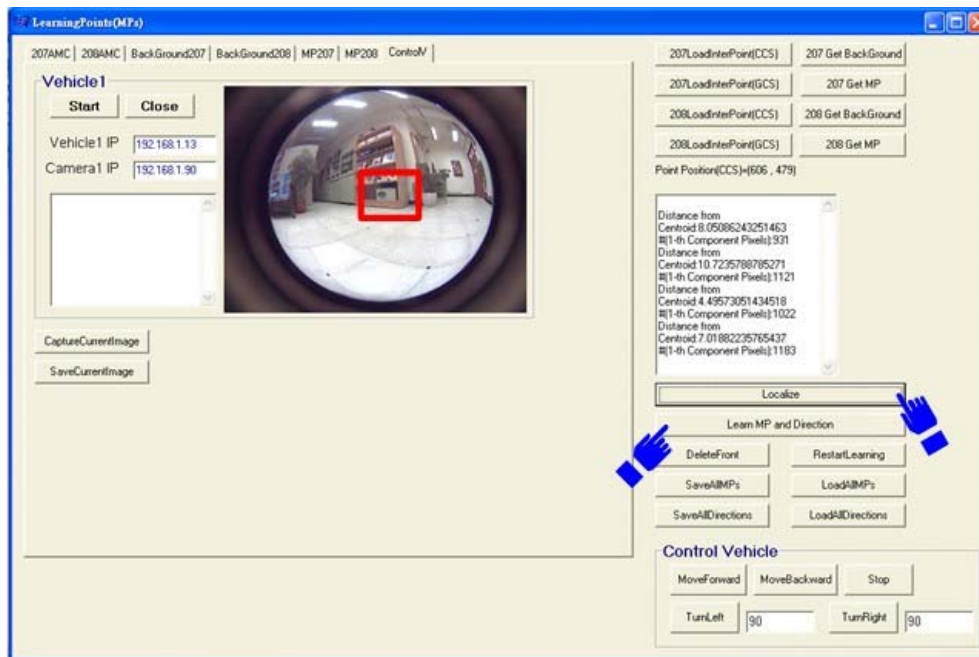 LearningPoints(MPs)
207AMC 208AMC BackGround207 BackGround208 MP207 MP208 ControlV
Vehicle1
Start Close
Vehicle1 IP 192.168.1.13
Camera1 IP 192.168.1.90
CaptureCurrentImage
SaveCurrentImage
207LoadInterPoint(CCS) 207 Get BackGround
207LoadInterPoint(GCS) 207 Get MP
208LoadInterPoint(CCS) 208 Get BackGround
208LoadInterPoint(GCS) 208 Get MP
Point Position(CCS)=(606 , 479)
Distance from
Centroid:8.05086243251463
#(1-th Component Pixels):931
Distance from
Centroid:10.7235788785271
#(1-th Component Pixels):1121
Distance from
Centroid:4.49573051434518
#(1-th Component Pixels):1022
Distance from
Centroid:7.01882235765437
#(1-th Component Pixels):1183
Localize
Learn MP and Direction
DeleteFront RestartLearning
SaveAllMPs LoadAllMPs
SaveAllDirections LoadAllDirections
Control Vehicle
MoveForward MoveBackward Stop
TurnLeft 90 TurnRight 90